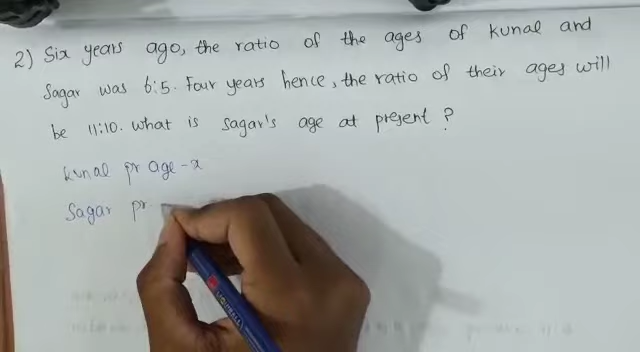 2) Six years ago, the ratio of the ages of kunal and
Sagar was 6:5. Four years hence, the ratio of their ages will
be 11:10. what is sagar's age at present ?
kunal pr age - x
Sagar pr